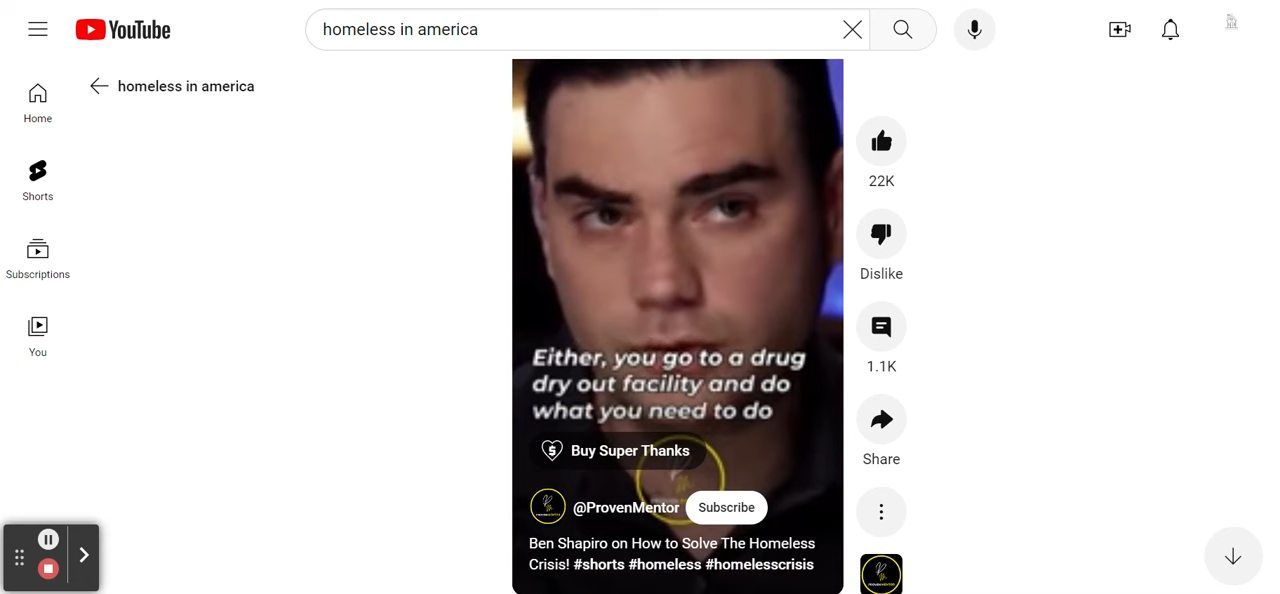 YouTube
homeless in america
homeless in america
Home
Shorts
Subscriptions
You
22K
Dislike
1.1K
Share
Either, you go to a drug
dry out facility and do
what you need to do
Buy Super Thanks
@ProvenMentor Subscribe
Ben Shapiro on How to Solve The Homeless
Crisis! #shorts #homeless #homelesscrisis